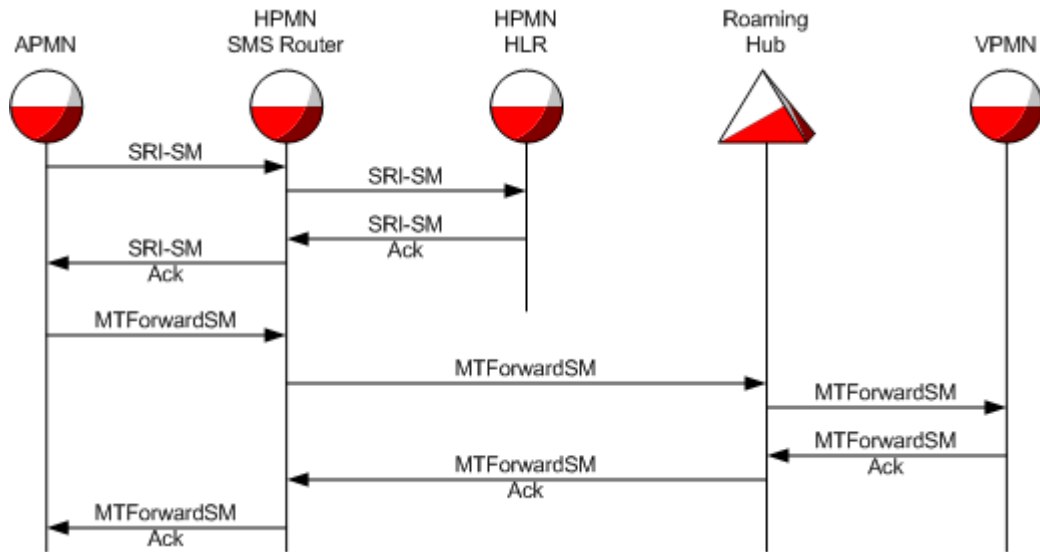 APMN
HPMN
SMS Router
HPMN
HLR
Roaming
Hub
VPMN
SRI-SM
SRI-SM
SRI-SM
Ack
SRI-SM
Ack
MTForwardSM
MTForwardSM
MTForwardSM
MTForwardSM
Ack
MTForwardSM
Ack
MTForwardSM
Ack